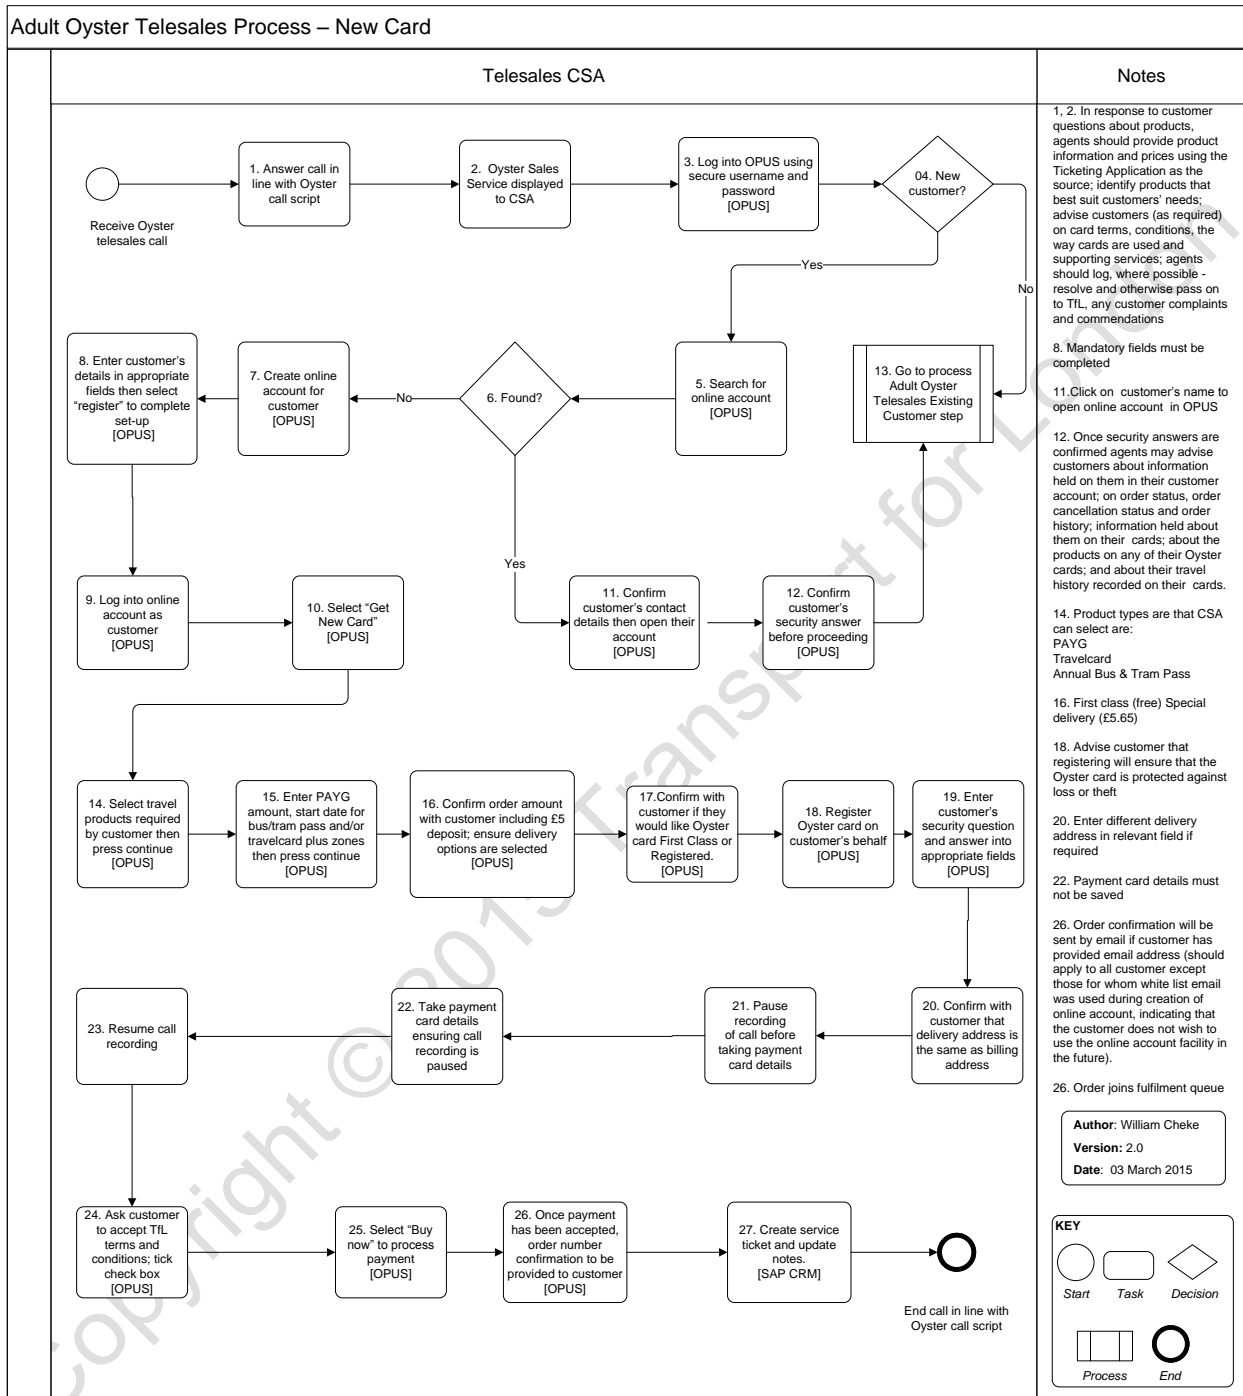 Adult Oyster Telesales Process – New Card
Telesales CSA
Notes
Receive Oyster
telesales call
1. Answer call in
line with Oyster
call script
2. Oyster Sales
Service displayed
to CSA
3. Log into OPUS using
secure username and
password
[OPUS]
04. New
customer?
Yes
No
8. Enter customer's
details in appropriate
fields then select
“register” to complete
set-up
[OPUS]
7. Create online
account for
customer
[OPUS]
No
6. Found?
5. Search for
online account
[OPUS]
13. Go to process
Adult Oyster
Telesales Existing
Customer step
Yes
9. Log into online
account as
customer
[OPUS]
10. Select “Get
New Card”
[OPUS]
11. Confirm
customer's contact
details then open their
account
[OPUS]
12. Confirm
customer's
security answer
before proceeding
[OPUS]
14. Select travel
products required
by customer then
press continue
[OPUS]
15. Enter PAYG
amount, start date for
bus/tram pass and/or
travelcard plus zones
then press continue
[OPUS]
16. Confirm order amount
with customer including £5
deposit; ensure delivery
options are selected
[OPUS]
17.Confirm with
customer if they
would like Oyster
card First Class or
Registered.
[OPUS]
18. Register
Oyster card on
customer's behalf
[OPUS]
19. Enter
customer's
security question
and answer into
appropriate fields
[OPUS]
23. Resume call
recording
22. Take payment
card details
ensuring call
recording is
paused
21. Pause
recording
of call before
taking payment
card details
20. Confirm with
customer that
delivery address is
the same as billing
address
24. Ask customer
to accept TfL
terms and
conditions; tick
check box
[OPUS]
25. Select “Buy
now” to process
payment
[OPUS]
26. Once payment
has been accepted,
order number
confirmation to be
provided to customer
[OPUS]
27. Create service
ticket and update
notes.
[SAP CRM]
End call in line with
Oyster call script
1, 2. In response to customer
questions about products,
agents should provide product
information and prices using the
Ticketing Application as the
source; identify products that
best suit customers' needs;
advise customers (as required)
on card terms, conditions, the
way cards are used and
supporting services; agents
should log, where possible -
resolve and otherwise pass on
to TfL, any customer complaints
and commendations
8. Mandatory fields must be
completed
11.Click on customer's name to
open online account in OPUS
12. Once security answers are
confirmed agents may advise
customers about information
held on them in their customer
account; on order status, order
cancellation status and order
history; information held about
them on their cards; about the
products on any of their Oyster
cards; and about their travel
history recorded on their cards.
14. Product types are that CSA
can select are:
PAYG
Travelcard
Annual Bus & Tram Pass
16. First class (free) Special
delivery (£5.65)
18. Advise customer that
registering will ensure that the
Oyster card is protected against
loss or theft
20. Enter different delivery
address in relevant field if
required
22. Payment card details must
not be saved
26. Order confirmation will be
sent by email if customer has
provided email address (should
apply to all customer except
those for whom white list email
was used during creation of
online account, indicating that
the customer does not wish to
use the online account facility in
the future).
26. Order joins fulfilment queue
Author: William Cheke
Version: 2.0
Date: 03 March 2015
KEY
Start Task Decision
Process End
Copyright © 2015 Transport for London